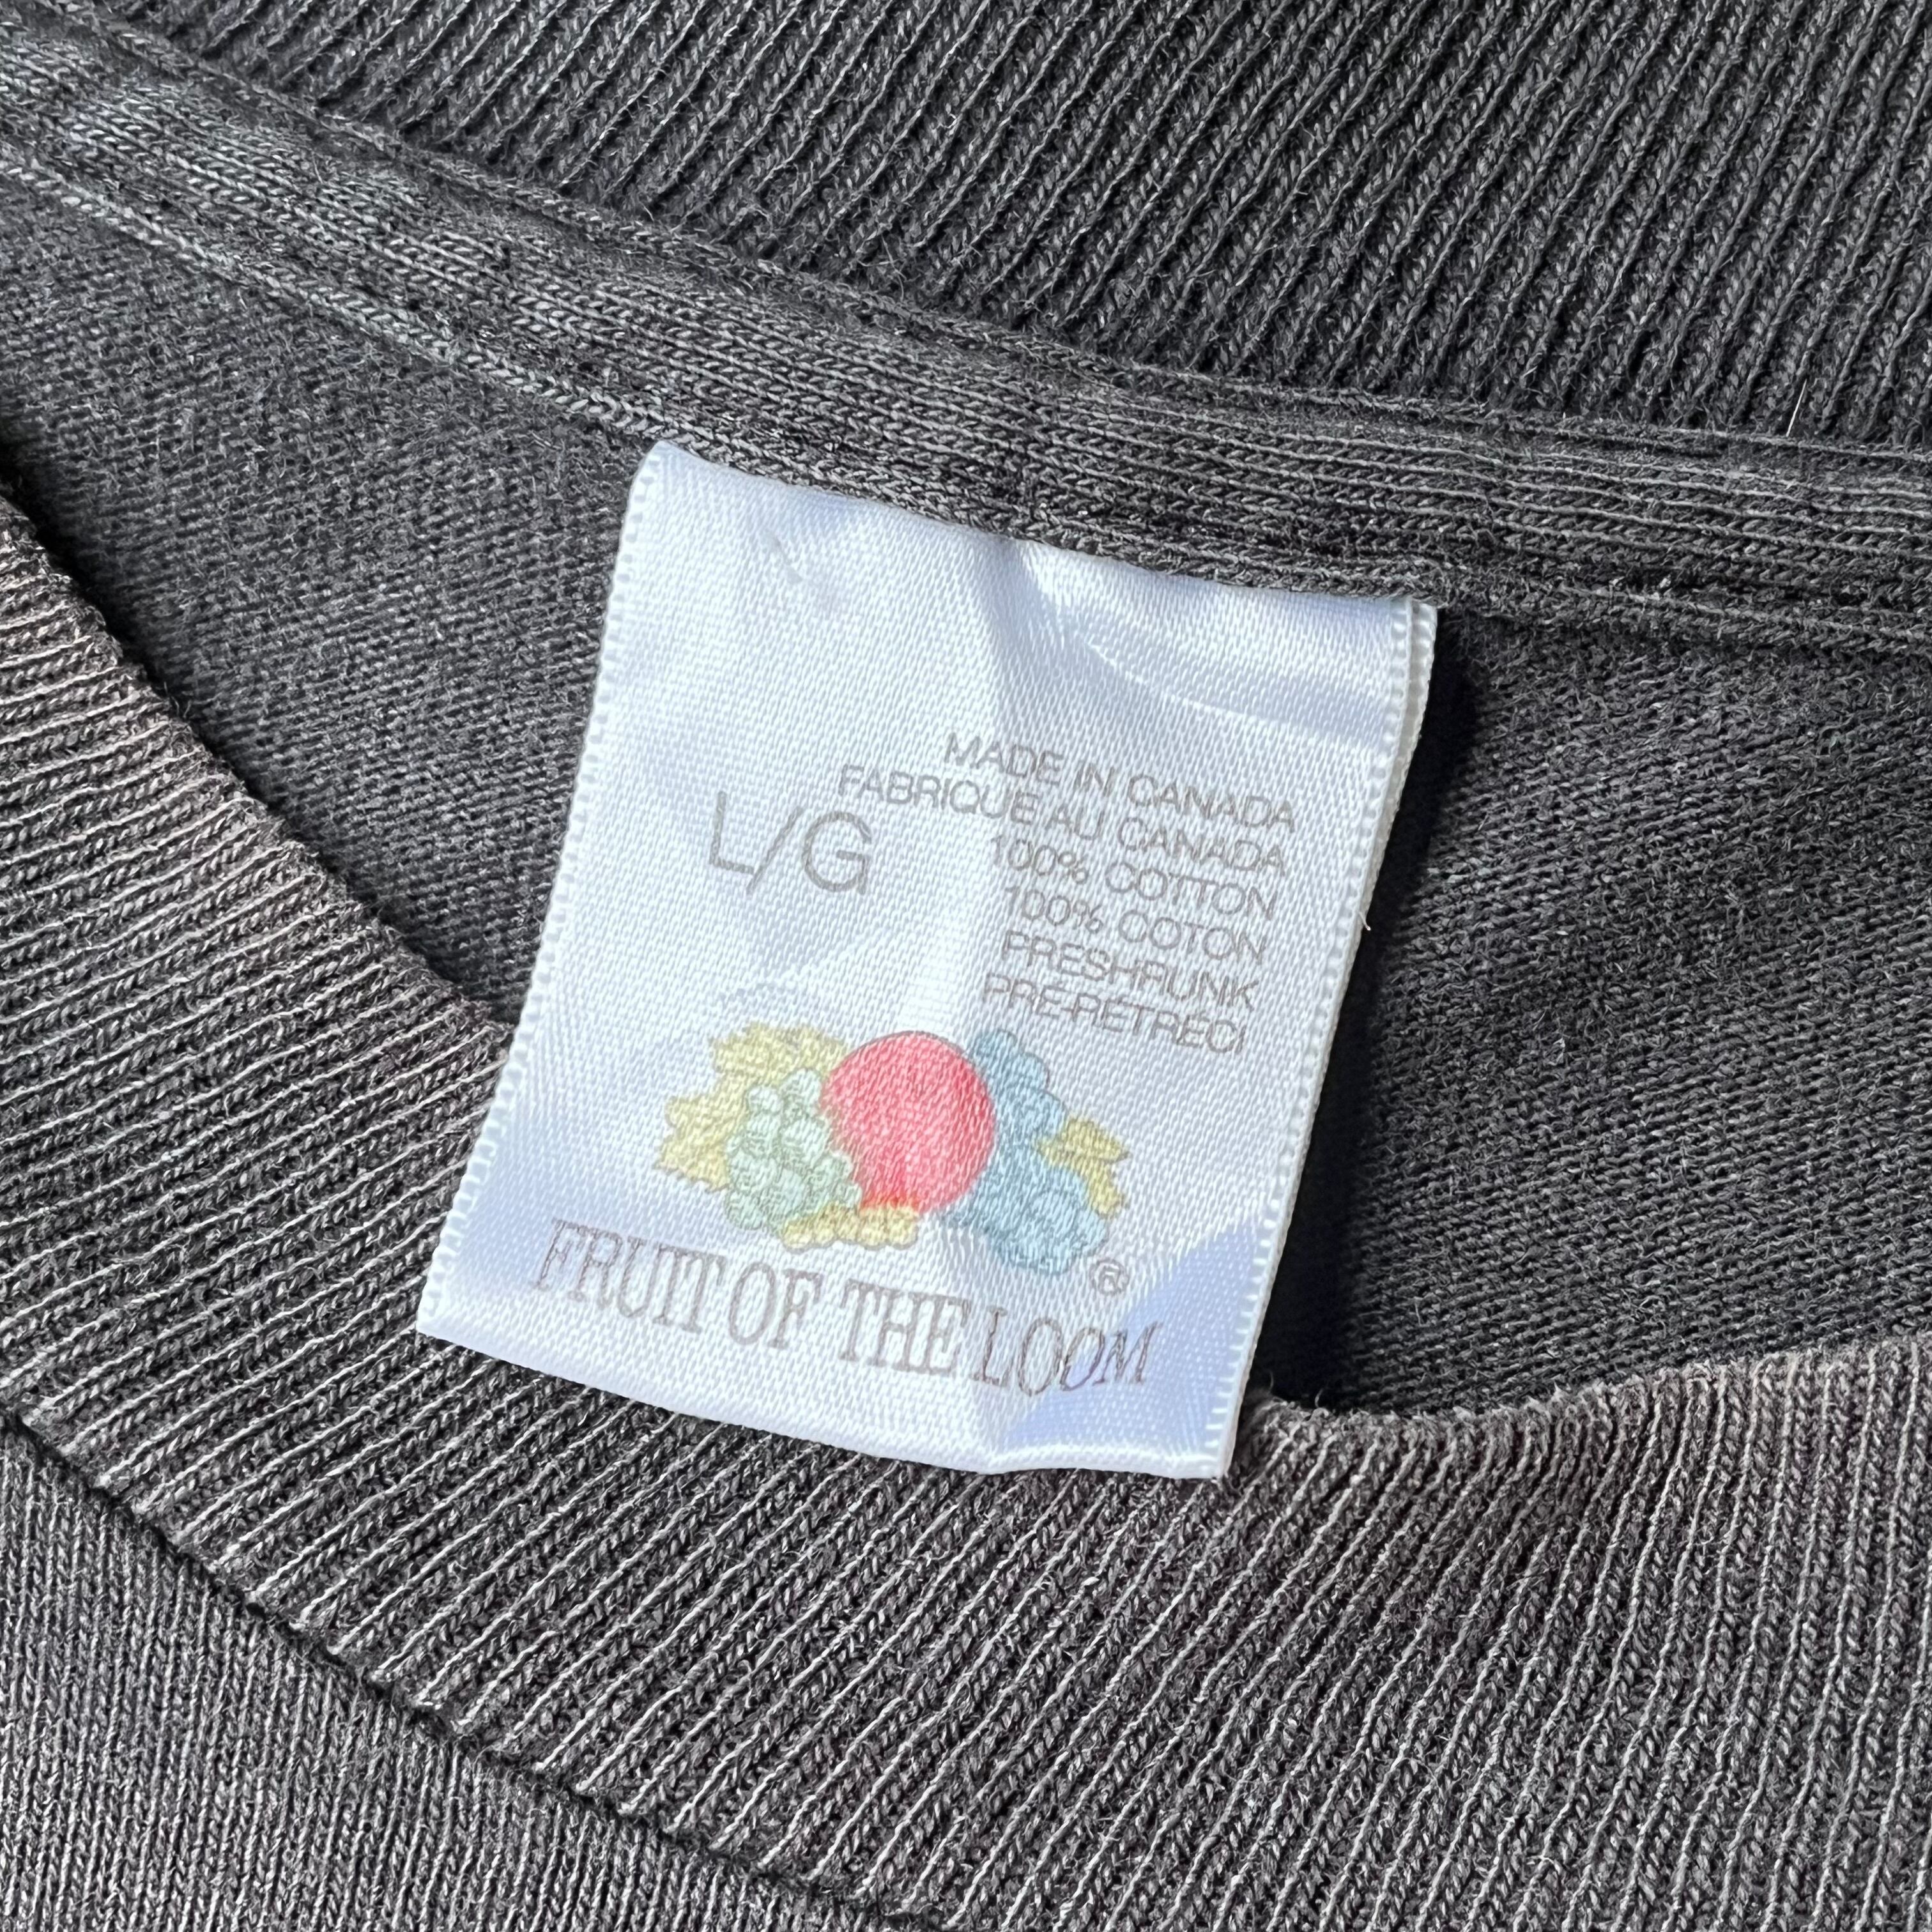 MADE IN CANADA
FABRIQUE AU CANADA
L/G
100% COTTON
100% COTON
PRESHRUNK
PRÉ-RÉTRÉCI
®
FRUIT OF THE LOOM